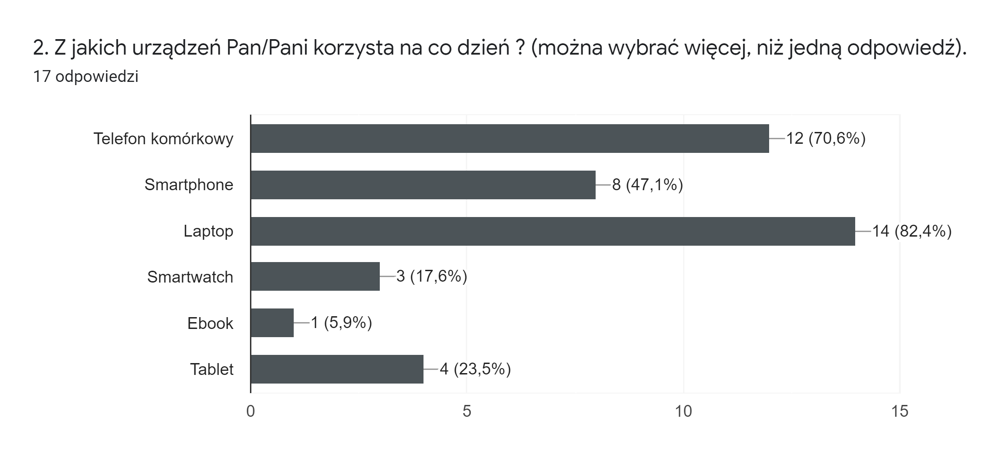 2. Z jakich urządzeń Pan/Pani korzysta na co dzień ? (można wybrać więcej, niż jedną odpowiedź).
17 odpowiedzi
Telefon komórkowy 12 (70,6%)
Smartphone 8 (47,1%)
Laptop 14 (82,4%)
Smartwatch 3 (17,6%)
Ebook 1 (5,9%)
Tablet 4 (23,5%)
0 5 10 15